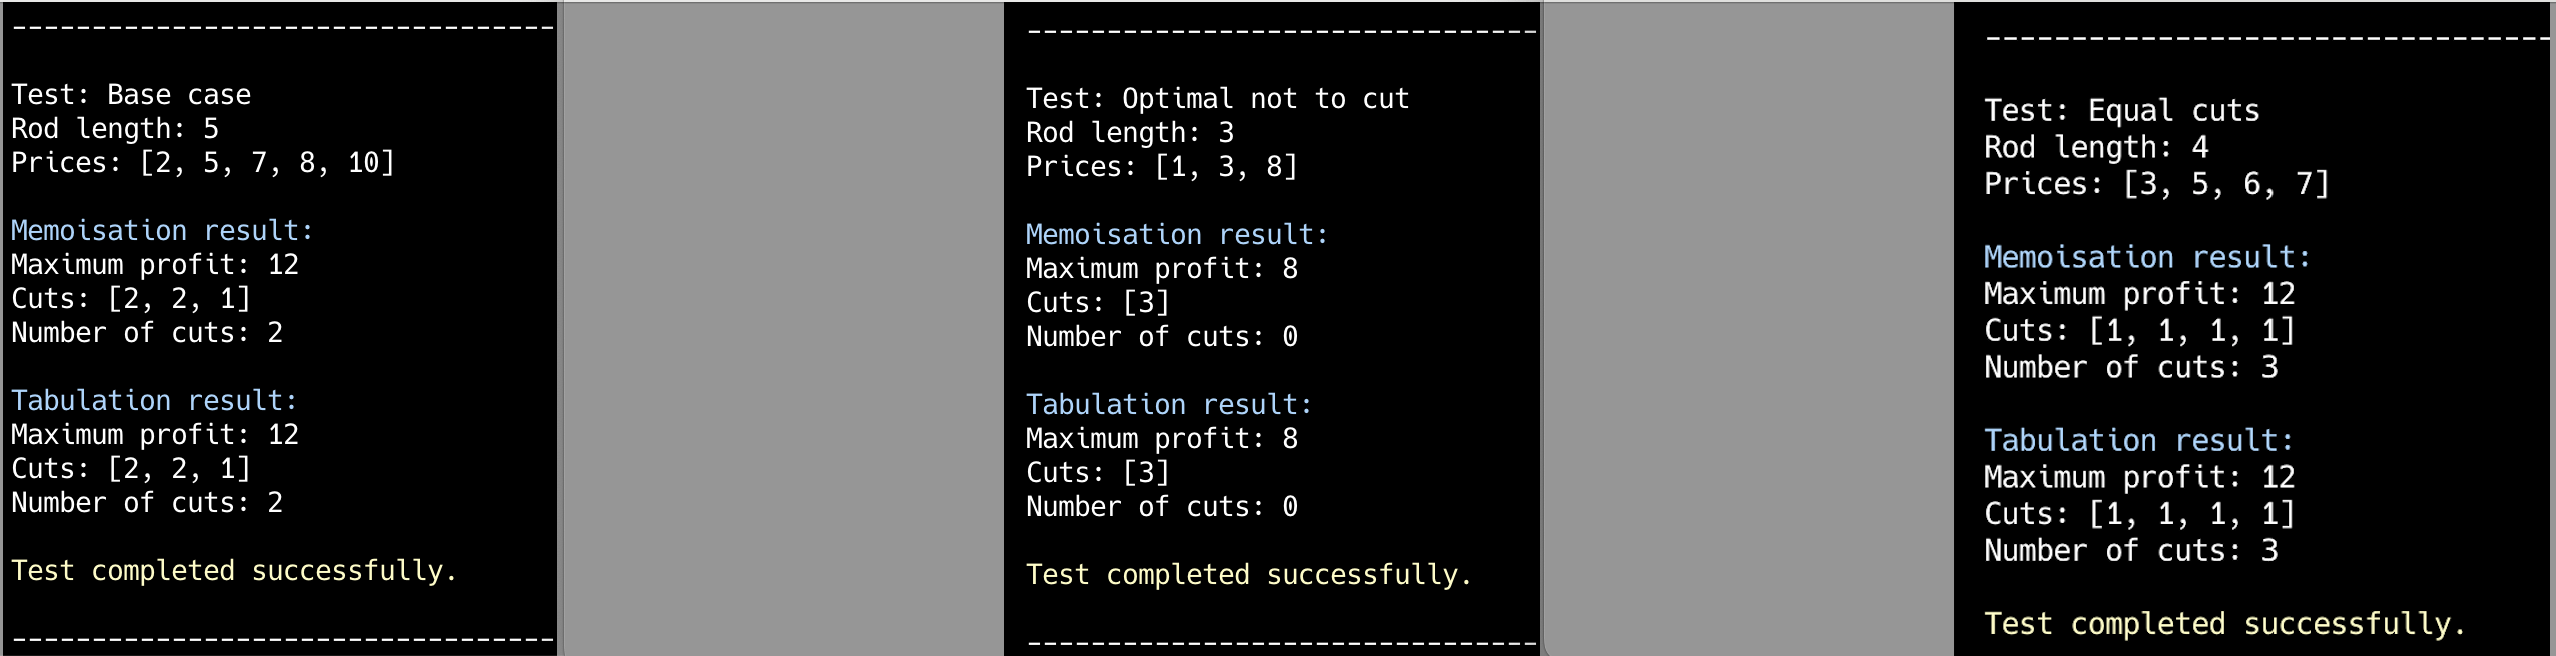 ----------------------------------
Test: Base case
Rod length: 5
Prices: [2, 5, 7, 8, 10]
Memoisation result:
Maximum profit: 12
Cuts: [2, 2, 1]
Number of cuts: 2
Tabulation result:
Maximum profit: 12
Cuts: [2, 2, 1]
Number of cuts: 2
Test completed successfully.
----------------------------------
--------------------------------
Test: Optimal not to cut
Rod length: 3
Prices: [1, 3, 8]
Memoisation result:
Maximum profit: 8
Cuts: [3]
Number of cuts: 0
Tabulation result:
Maximum profit: 8
Cuts: [3]
Number of cuts: 0
Test completed successfully.
--------------------------------
---------------------------------
Test: Equal cuts
Rod length: 4
Prices: [3, 5, 6, 7]
Memoisation result:
Maximum profit: 12
Cuts: [1, 1, 1, 1]
Number of cuts: 3
Tabulation result:
Maximum profit: 12
Cuts: [1, 1, 1, 1]
Number of cuts: 3
Test completed successfully.